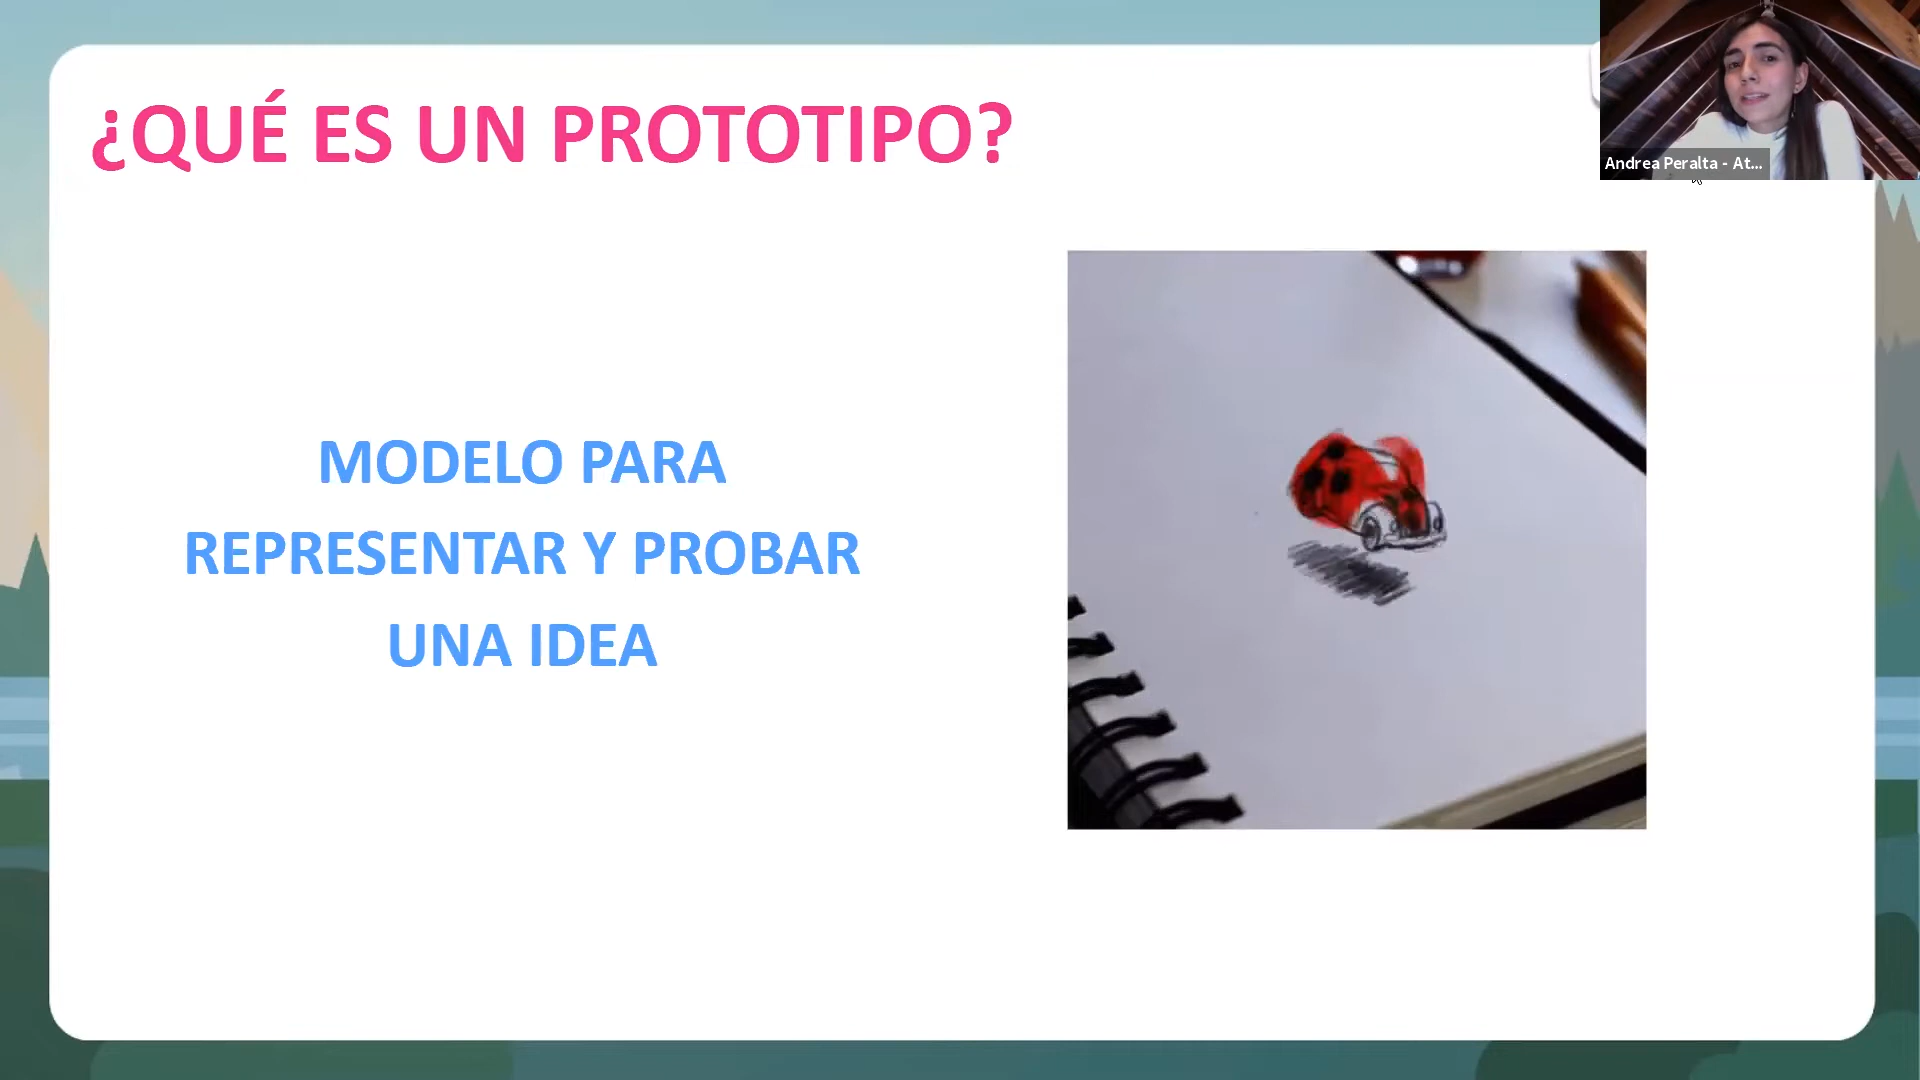 ¿QUÉ ES UN PROTOTIPO?
Andrea Peralta - At...
MODELO PARA
REPRESENTAR Y PROBAR
UNA IDEA